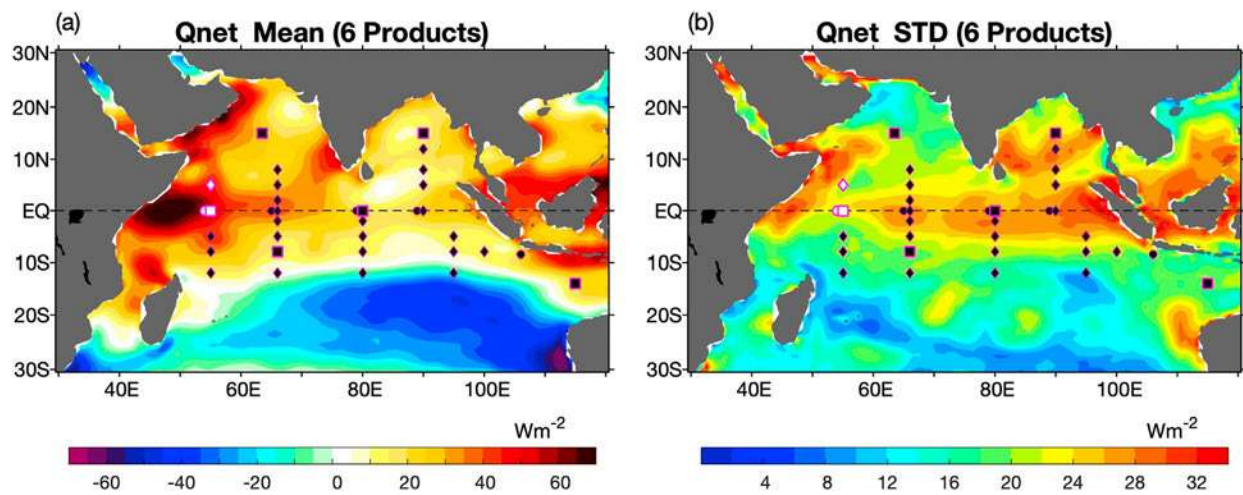 (a)
Qnet Mean (6 Products)
30N
20N
10N
EQ
10S
20S
30S
40E 60E 80E 100E
Wm-2
-60 -40 -20 0 20 40 60
(b)
Qnet STD (6 Products)
30N
20N
10N
EQ
10S
20S
30S
40E 60E 80E 100E
Wm-2
4 8 12 16 20 24 28 32